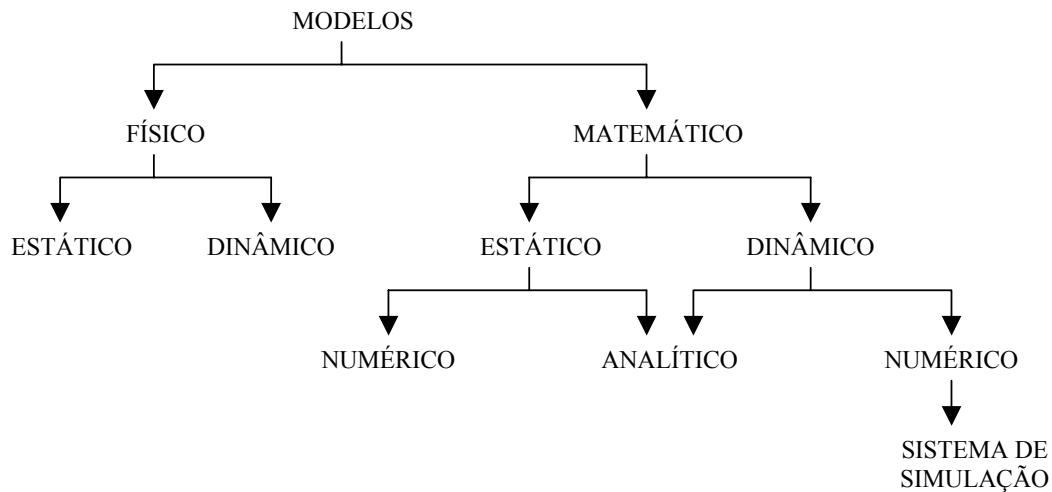 MODELOS
FÍSICO
MATEMÁTICO
ESTÁTICO
DINÂMICO
ESTÁTICO
DINÂMICO
NUMÉRICO
ANALÍTICO
NUMÉRICO
SISTEMA DE
SIMULAÇÃO